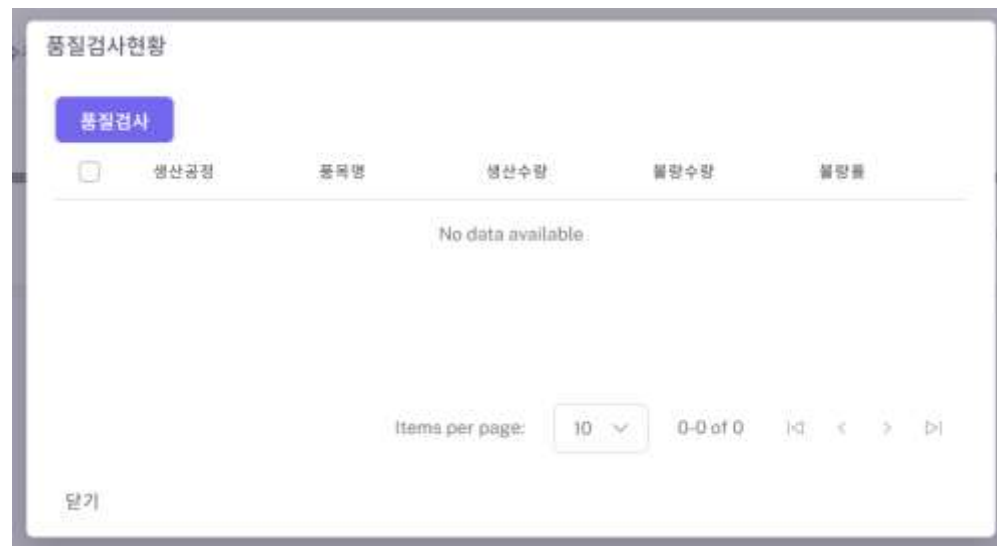 품질검사현황
품질검사
생산공정 품목명 생산수량 불량수량 불량률
No data available
Items per page: 10 0-0 of 0
닫기